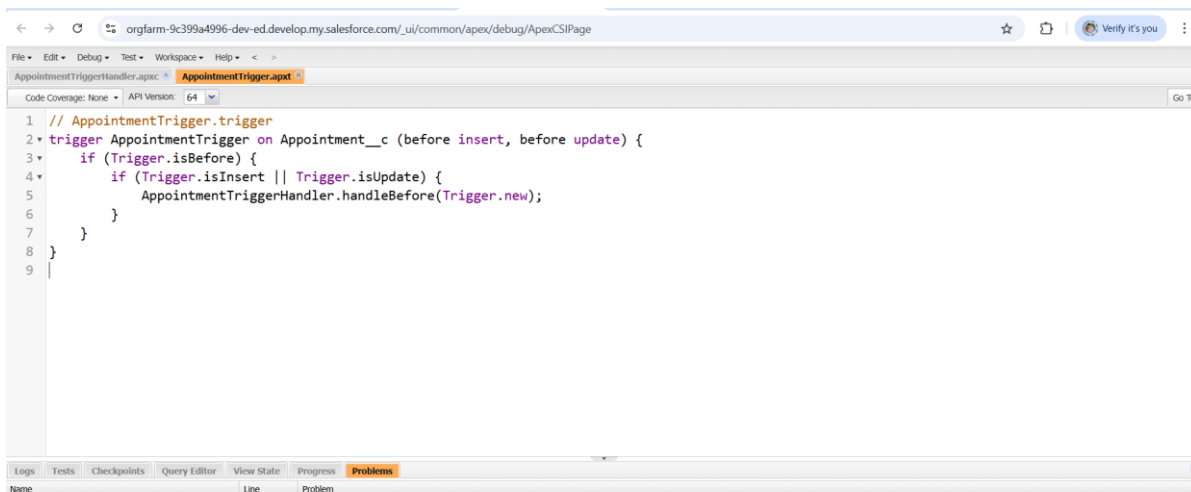 orgfarm-9c399a4996-dev-ed.develop.my.salesforce.com/_ui/common/apex/debug/ApexCSIPage Verify it's you
File Edit Debug Test Workspace Help < >
AppointmentTriggerHandler.apxc AppointmentTrigger.apxt
Code Coverage: None API Version: 64 Go T
1 // AppointmentTrigger.trigger
2 trigger AppointmentTrigger on Appointment__c (before insert, before update) {
3 if (Trigger.isBefore) {
4 if (Trigger.isInsert || Trigger.isUpdate) {
5 AppointmentTriggerHandler.handleBefore(Trigger.new);
6 }
7 }
8 }
9
Logs Tests Checkpoints Query Editor View State Progress Problems
Name Line Problem